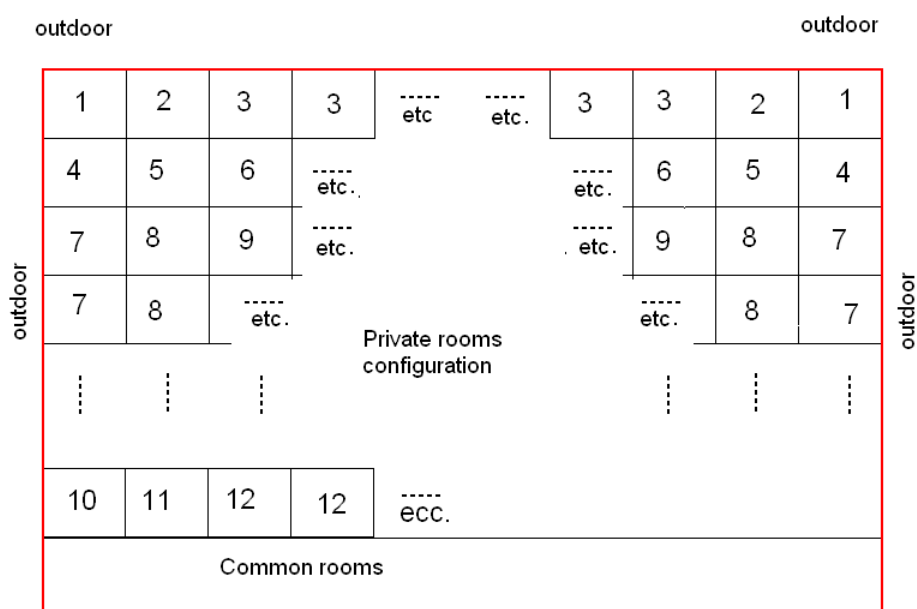 outdoor outdoor
1 2 3 3 ----- etc ----- etc. 3 3 2 1
4 5 6 ----- etc. ----- etc. 6 5 4
7 8 9 ----- etc. ----- etc. 9 8 7
7 8 ----- etc. ----- etc. 8 7
outdoor
outdoor
Private rooms
configuration
10 11 12 12 ----- ecc.
Common rooms